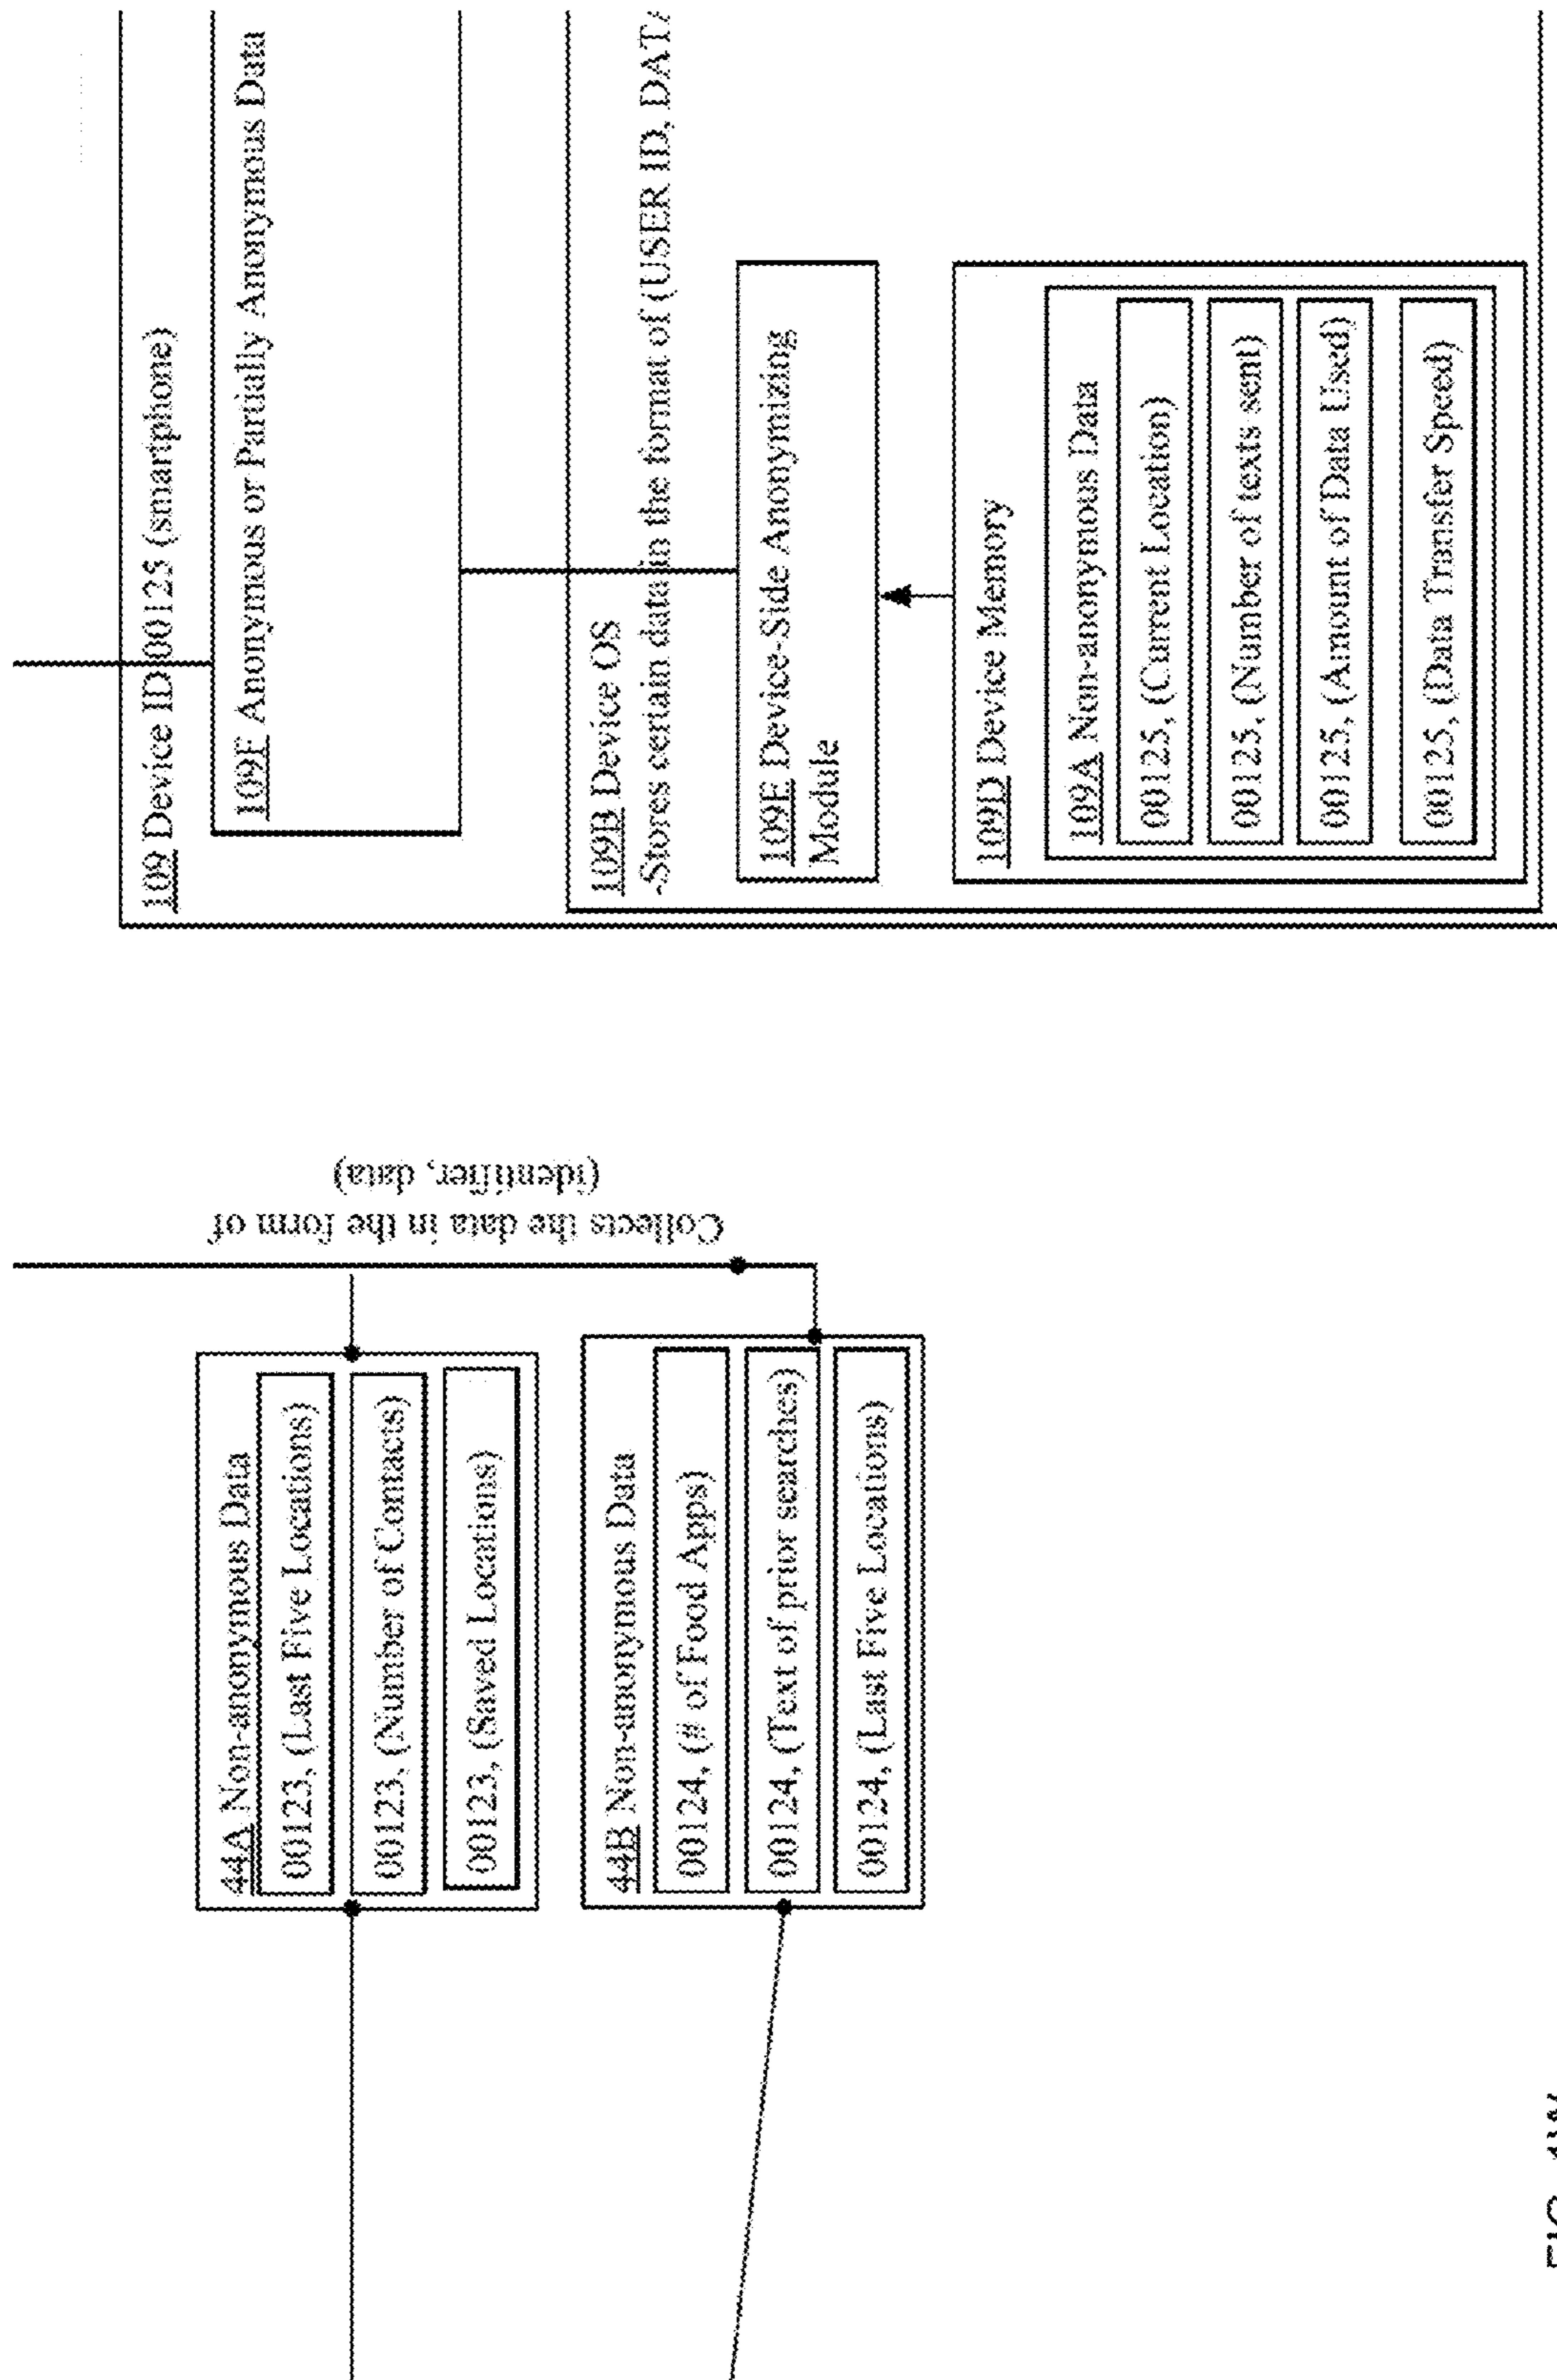 44A Non-anonymous Data
00123, (Last Five Locations)
00123, (Number of Contacts)
00123, (Saved Locations)
44B Non-anonymous Data
00124, (# of Food Apps)
00124, (Text of prior searches)
00124, (Last Five Locations)
Collects the data in the form of
(identifier, data)
109 Device ID 00125 (smartphone)
109F Anonymous or Partially Anonymous Data
109B Device OS
-Stores certain data in the format of (USER ID, DATA
109E Device-Side Anonymizing
Module
109D Device Memory
109A Non-anonymous Data
00125, (Current Location)
00125, (Number of texts sent)
00125, (Amount of Data Used)
00125, (Data Transfer Speed)